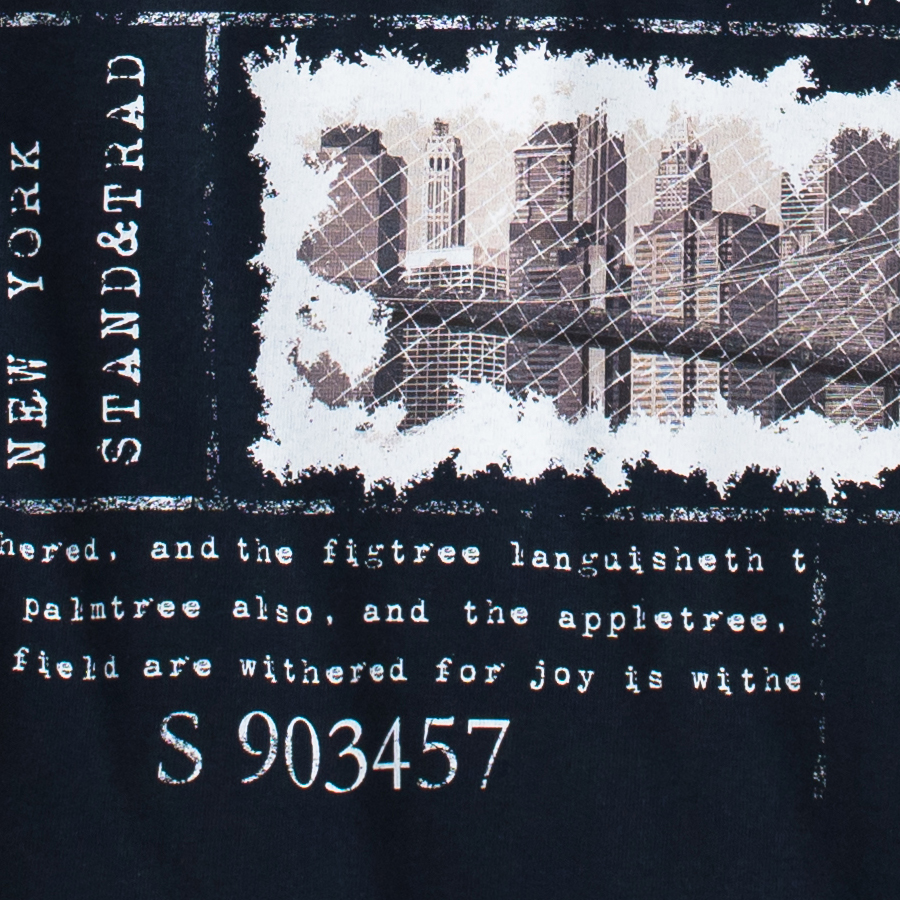 NEW YORK
STAND&TRAD
hered, and the figtree languisheth t
palmtree also, and the appletree,
field are withered for joy is withe
S 903457